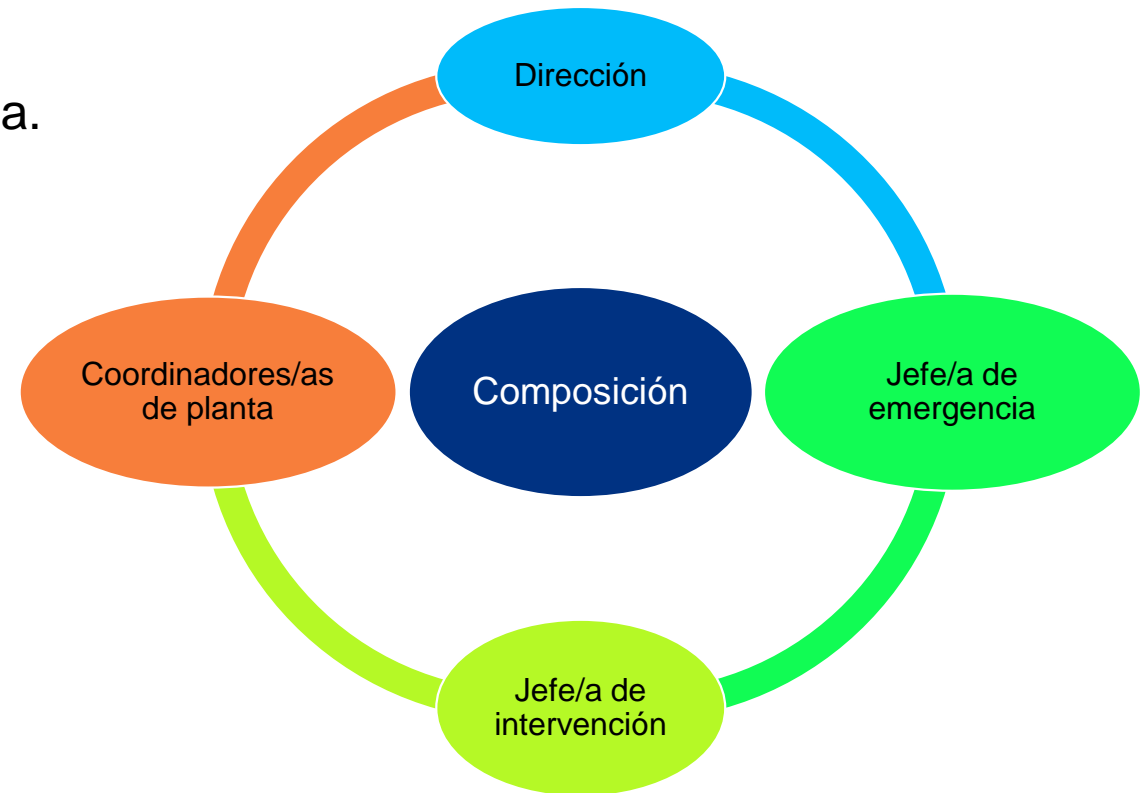 Dirección
a.
Coordinadores/as
de planta
Composición
Jefe/a de
emergencia
Jefe/a de
intervención